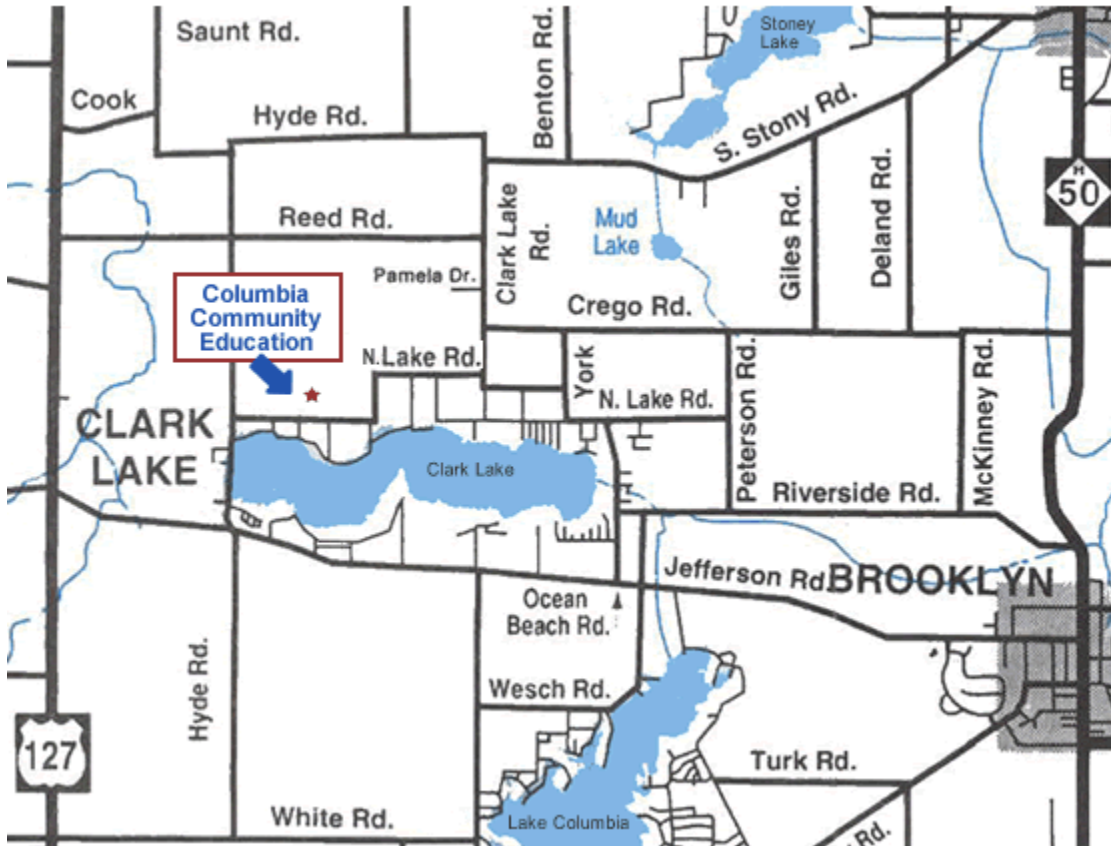 Saunt Rd.
Stoney
Lake
Benton Rd.
Cook
Hyde Rd.
S. Stony Rd.
E
M
50
Reed Rd.
Clark Lake
Rd.
Mud
Lake
Giles Rd.
Deland Rd.
Pamela Dr.
Columbia
Community
Education
Crego Rd.
N. Lake Rd.
York
N. Lake Rd.
Peterson Rd.
McKinney Rd.
CLARK
LAKE
Clark Lake
Riverside Rd.
Jefferson Rd.
BROOKLYN
Ocean
Beach Rd.
Hyde Rd.
Wesch Rd.
127
Turk Rd.
White Rd.
Lake Columbia
Rd.